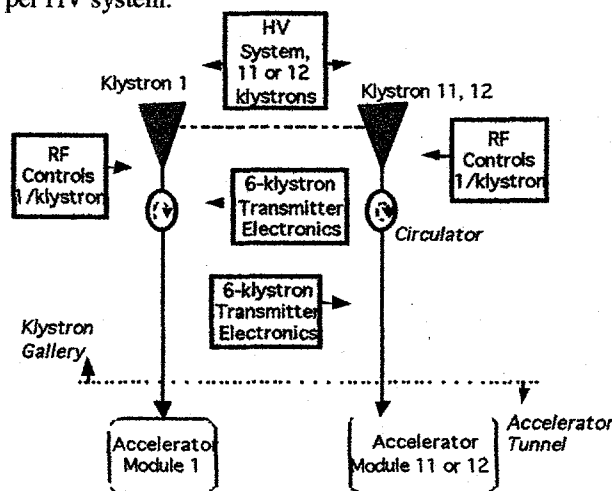 per HV system.
HV
System,
11 or 12
klystrons
Klystron 1
Klystron 11, 12
RF
Controls
1/klystron
RF
Controls
1/klystron
6-klystron
Transmitter
Electronics
Circulator
6-klystron
Transmitter
Electronics
Klystron
Gallery
Accelerator
Tunnel
Accelerator
Module 1
Accelerator
Module 11 or 12